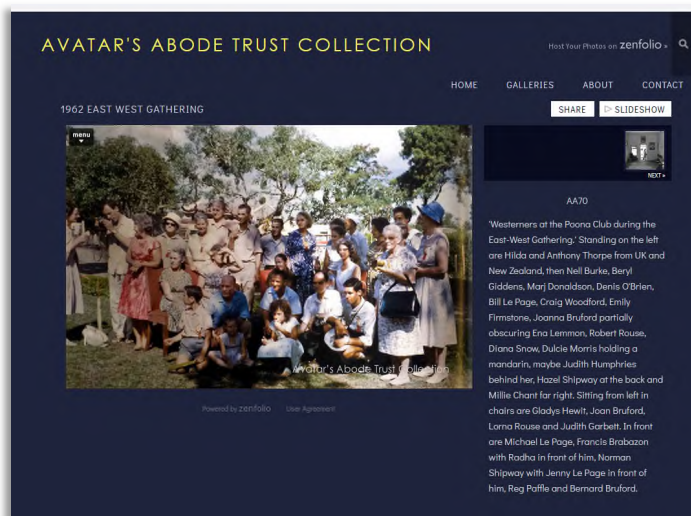 AVATAR'S ABODE TRUST COLLECTION
Host Your Photos on zenfolio »
HOME GALLERIES ABOUT CONTACT
1962 EAST WEST GATHERING
SHARE ▷ SLIDESHOW
menu
NEXT »
Avatar's Abode Trust Collection
AA70
'Westerners at the Poona Club during the
East-West Gathering.' Standing on the left
are Hilda and Anthony Thorpe from UK and
New Zealand, then Nell Burke, Beryl
Giddens, Marj Donaldson, Denis O'Brien,
Bill Le Page, Craig Woodford, Emily
Firmstone, Joanna Bruford partially
obscuring Ena Lemmon, Robert Rouse,
Diana Snow, Dulcie Morris holding a
mandarin, maybe Judith Humphries
behind her, Hazel Shipway at the back and
Millie Chant far right. Sitting from left in
chairs are Gladys Hewit, Joan Bruford,
Lorna Rouse and Judith Garbett. In front
are Michael Le Page, Francis Brabazon
with Radha in front of him, Norman
Shipway with Jenny Le Page in front of
him, Reg Paffle and Bernard Bruford.
Powered by zenfolio User Agreement